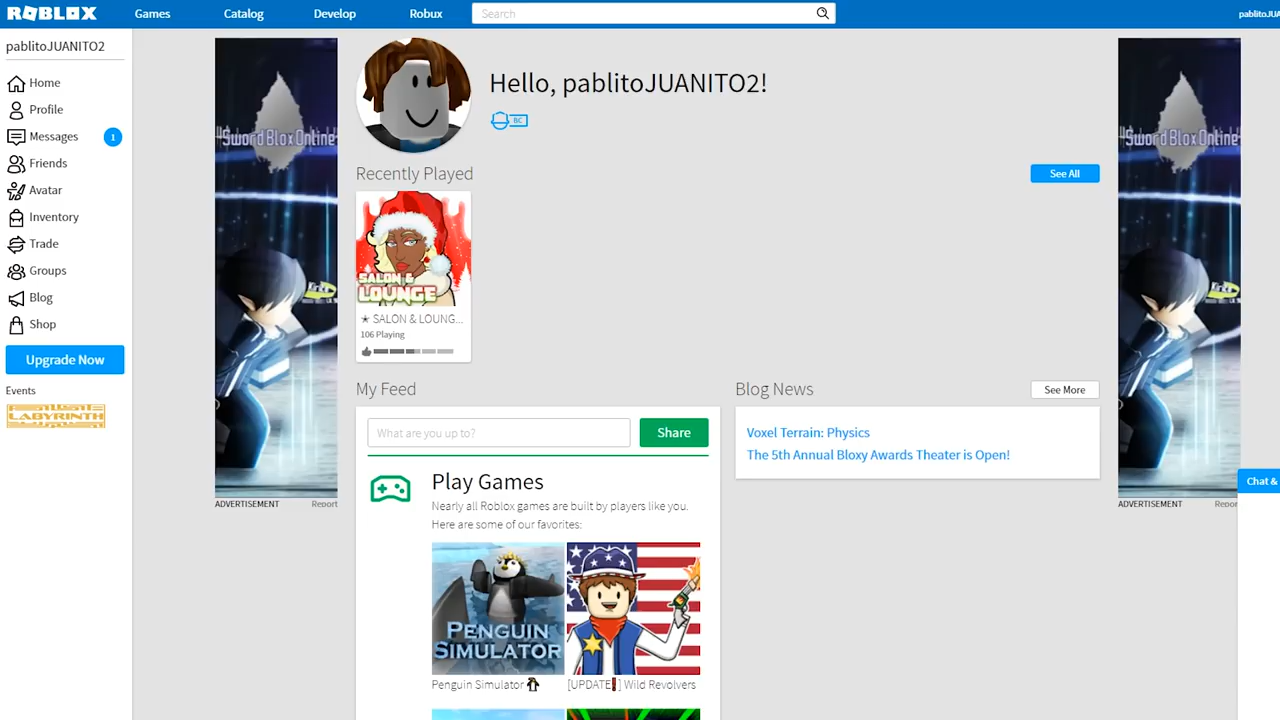 ROBLOX
Games
Catalog
Develop
Robux
Search
pablitoJUA
pablitoJUANITO2
Home
Profile
Messages
1
Friends
Avatar
Inventory
Trade
Groups
Blog
Shop
Upgrade Now
Events
LABYRINTH
"Sword Blox Online"
ADVERTISEMENT
Report
Hello, pablitoJUANITO2!
BC
Recently Played
See All
SALON &
LOUNGE
★ SALON & LOUNG...
106 Playing
My Feed
What are you up to?
Share
Play Games
Nearly all Roblox games are built by players like you.
Here are some of our favorites:
PENGUIN
SIMULATOR
Penguin Simulator
[UPDATE❗] Wild Revolvers
Blog News
See More
Voxel Terrain: Physics
The 5th Annual Bloxy Awards Theater is Open!
"Sword Blox Online"
ADVERTISEMENT
Repor
Chat &